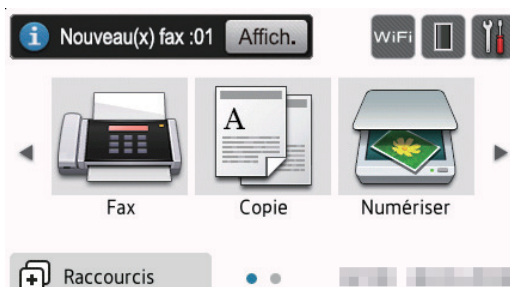 Nouveau(x) fax :01 Affich. WiFi
A
Fax Copie Numériser
Raccourcis